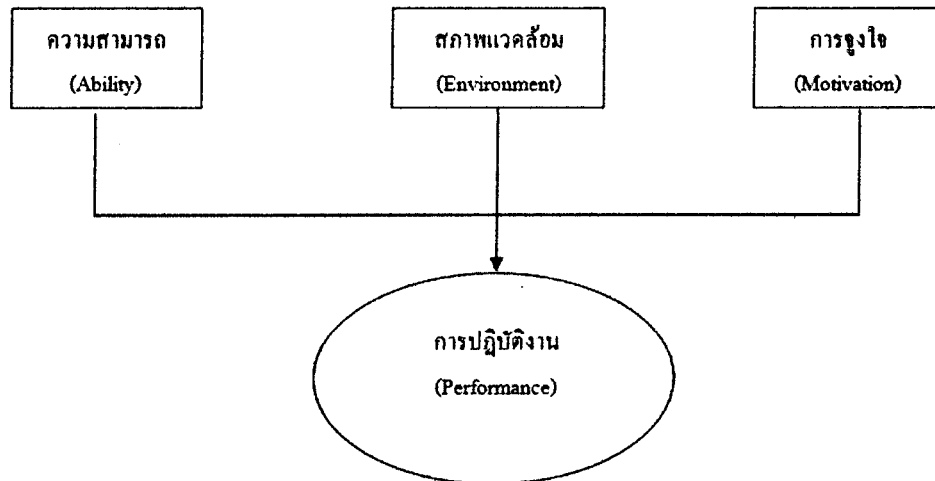 ความสามารถ
(Ability)
สภาพแวดล้อม
(Environment)
การจูงใจ
(Motivation)
การปฏิบัติงาน
(Performance)